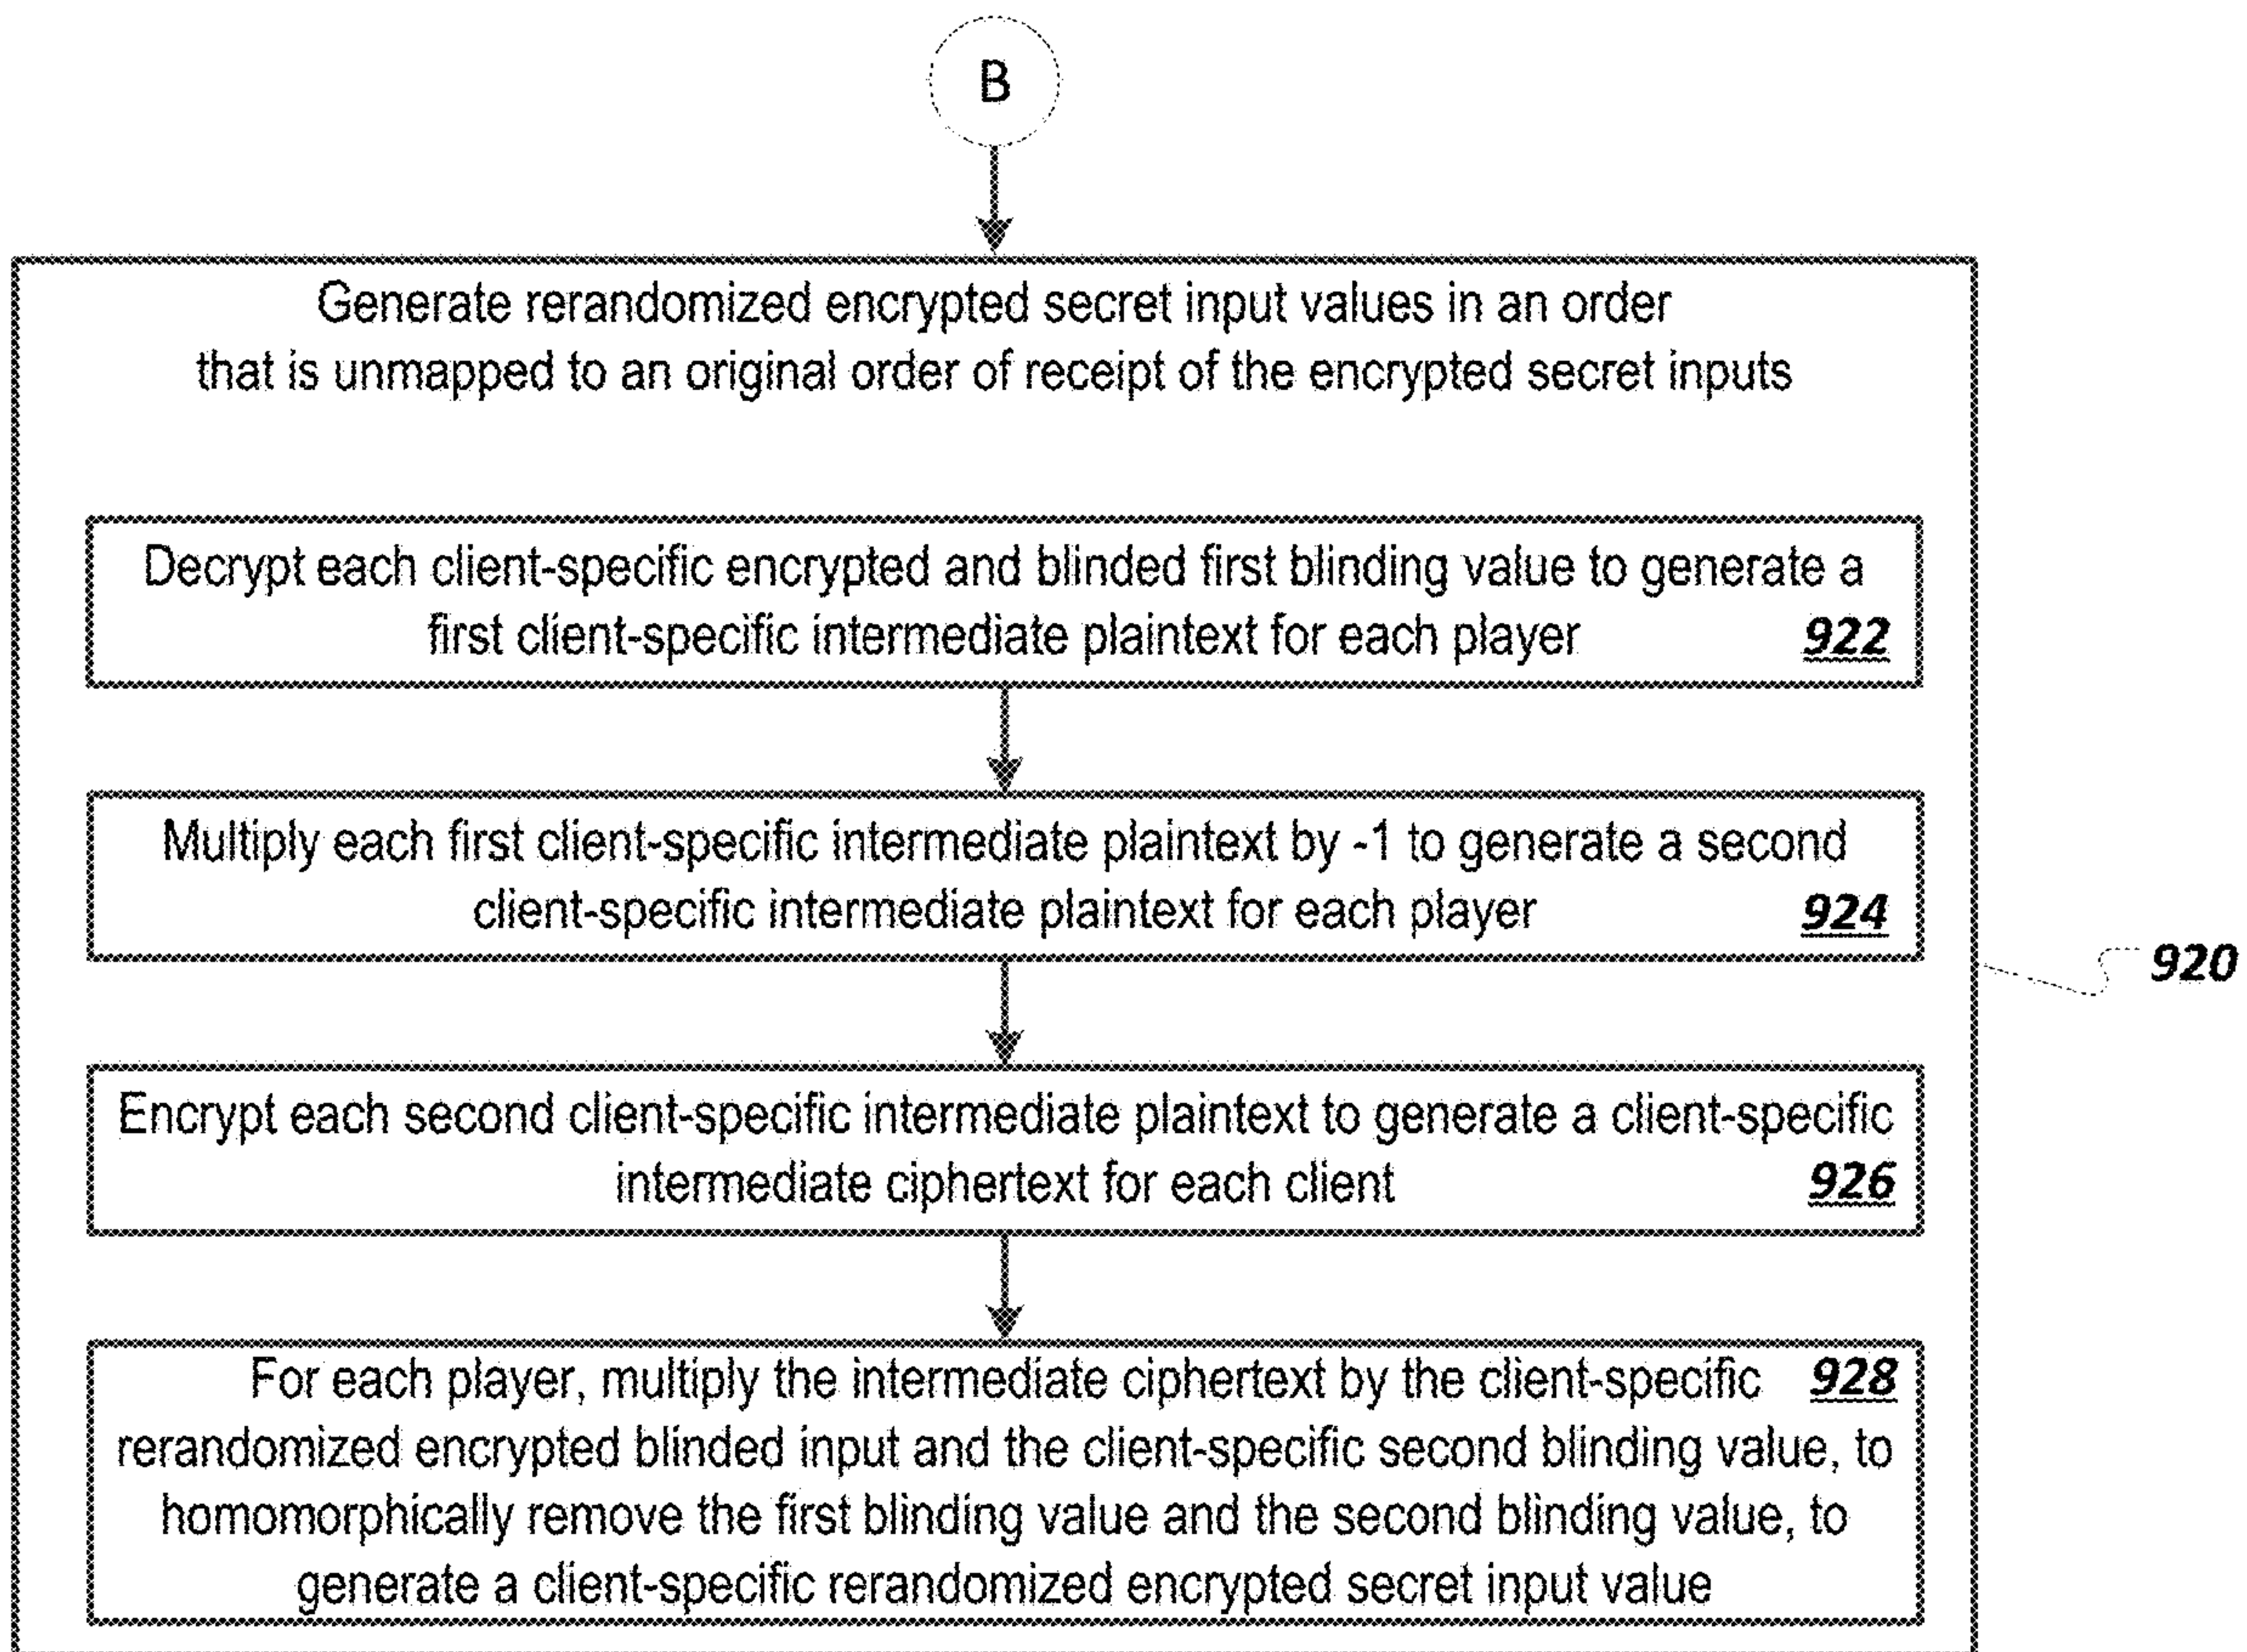 B
Generate rerandomized encrypted secret input values in an order
that is unmapped to an original order of receipt of the encrypted secret inputs
Decrypt each client-specific encrypted and blinded first blinding value to generate a
first client-specific intermediate plaintext for each player 922
Multiply each first client-specific intermediate plaintext by -1 to generate a second
client-specific intermediate plaintext for each player 924
920
Encrypt each second client-specific intermediate plaintext to generate a client-specific
intermediate ciphertext for each client 926
For each player, multiply the intermediate ciphertext by the client-specific 928
rerandomized encrypted blinded input and the client-specific second blinding value, to
homomorphically remove the first blinding value and the second blinding value, to
generate a client-specific rerandomized encrypted secret input value